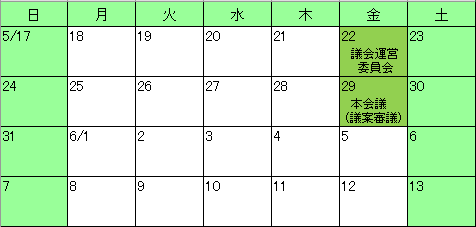 日 月 火 水 木 金 土
5/17 18 19 20 21 22 23
議会運営
委員会
24 25 26 27 28 29 30
本会議
(議案審議)
31 6/1 2 3 4 5 6
7 8 9 10 11 12 13